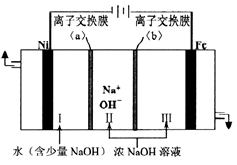 离子交换膜 离子交换膜
Ni (a) (b) Fe
Na⁺
OH⁻
I II III
水(含少量NaOH) 浓NaOH溶液